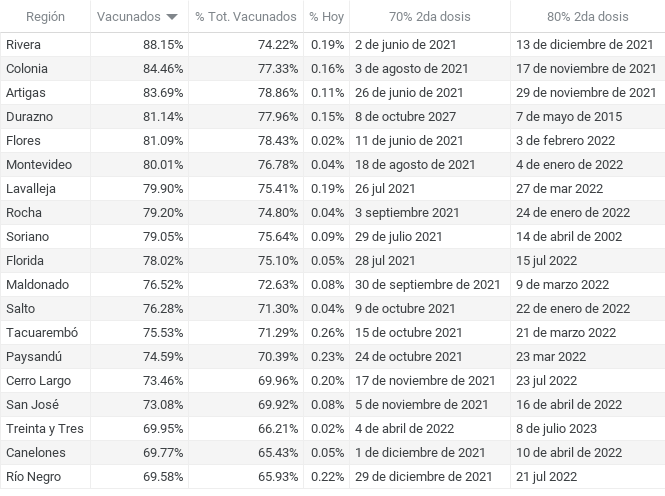 Región Vacunados % Tot. Vacunados % Hoy 70% 2da dosis 80% 2da dosis
Rivera 88.15% 74.22% 0.19% 2 de junio de 2021 13 de diciembre de 2021
Colonia 84.46% 77.33% 0.16% 3 de agosto de 2021 17 de noviembre de 2021
Artigas 83.69% 78.86% 0.11% 26 de junio de 2021 29 de noviembre de 2021
Durazno 81.14% 77.96% 0.15% 8 de octubre 2027 7 de mayo de 2015
Flores 81.09% 78.43% 0.02% 11 de junio de 2021 3 de febrero 2022
Montevideo 80.01% 76.78% 0.04% 18 de agosto de 2021 4 de enero de 2022
Lavalleja 79.90% 75.41% 0.19% 26 jul 2021 27 de mar 2022
Rocha 79.20% 74.80% 0.04% 3 septiembre 2021 24 de enero de 2022
Soriano 79.05% 75.64% 0.09% 29 de julio 2021 14 de abril de 2002
Florida 78.02% 75.10% 0.05% 28 jul 2021 15 jul 2022
Maldonado 76.52% 72.63% 0.08% 30 de septiembre de 2021 9 de marzo 2022
Salto 76.28% 71.30% 0.04% 9 de octubre 2021 22 de enero de 2022
Tacuarembó 75.53% 71.29% 0.26% 15 de octubre 2021 21 de marzo 2022
Paysandú 74.59% 70.39% 0.23% 24 de octubre 2021 23 mar 2022
Cerro Largo 73.46% 69.96% 0.20% 17 de noviembre de 2021 23 jul 2022
San José 73.08% 69.92% 0.08% 5 de noviembre de 2021 16 de abril de 2022
Treinta y Tres 69.95% 66.21% 0.02% 4 de abril de 2022 8 de julio 2023
Canelones 69.77% 65.43% 0.05% 1 de diciembre de 2021 10 de abril de 2022
Río Negro 69.58% 65.93% 0.22% 29 de diciembre de 2021 21 jul 2022